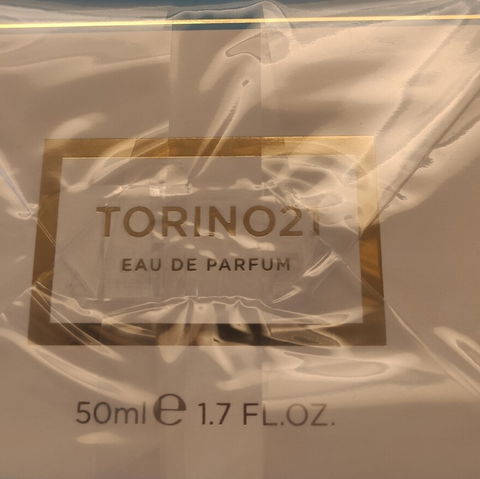 TORINO21
EAU DE PARFUM
50ml ℮ 1.7 FL.OZ.